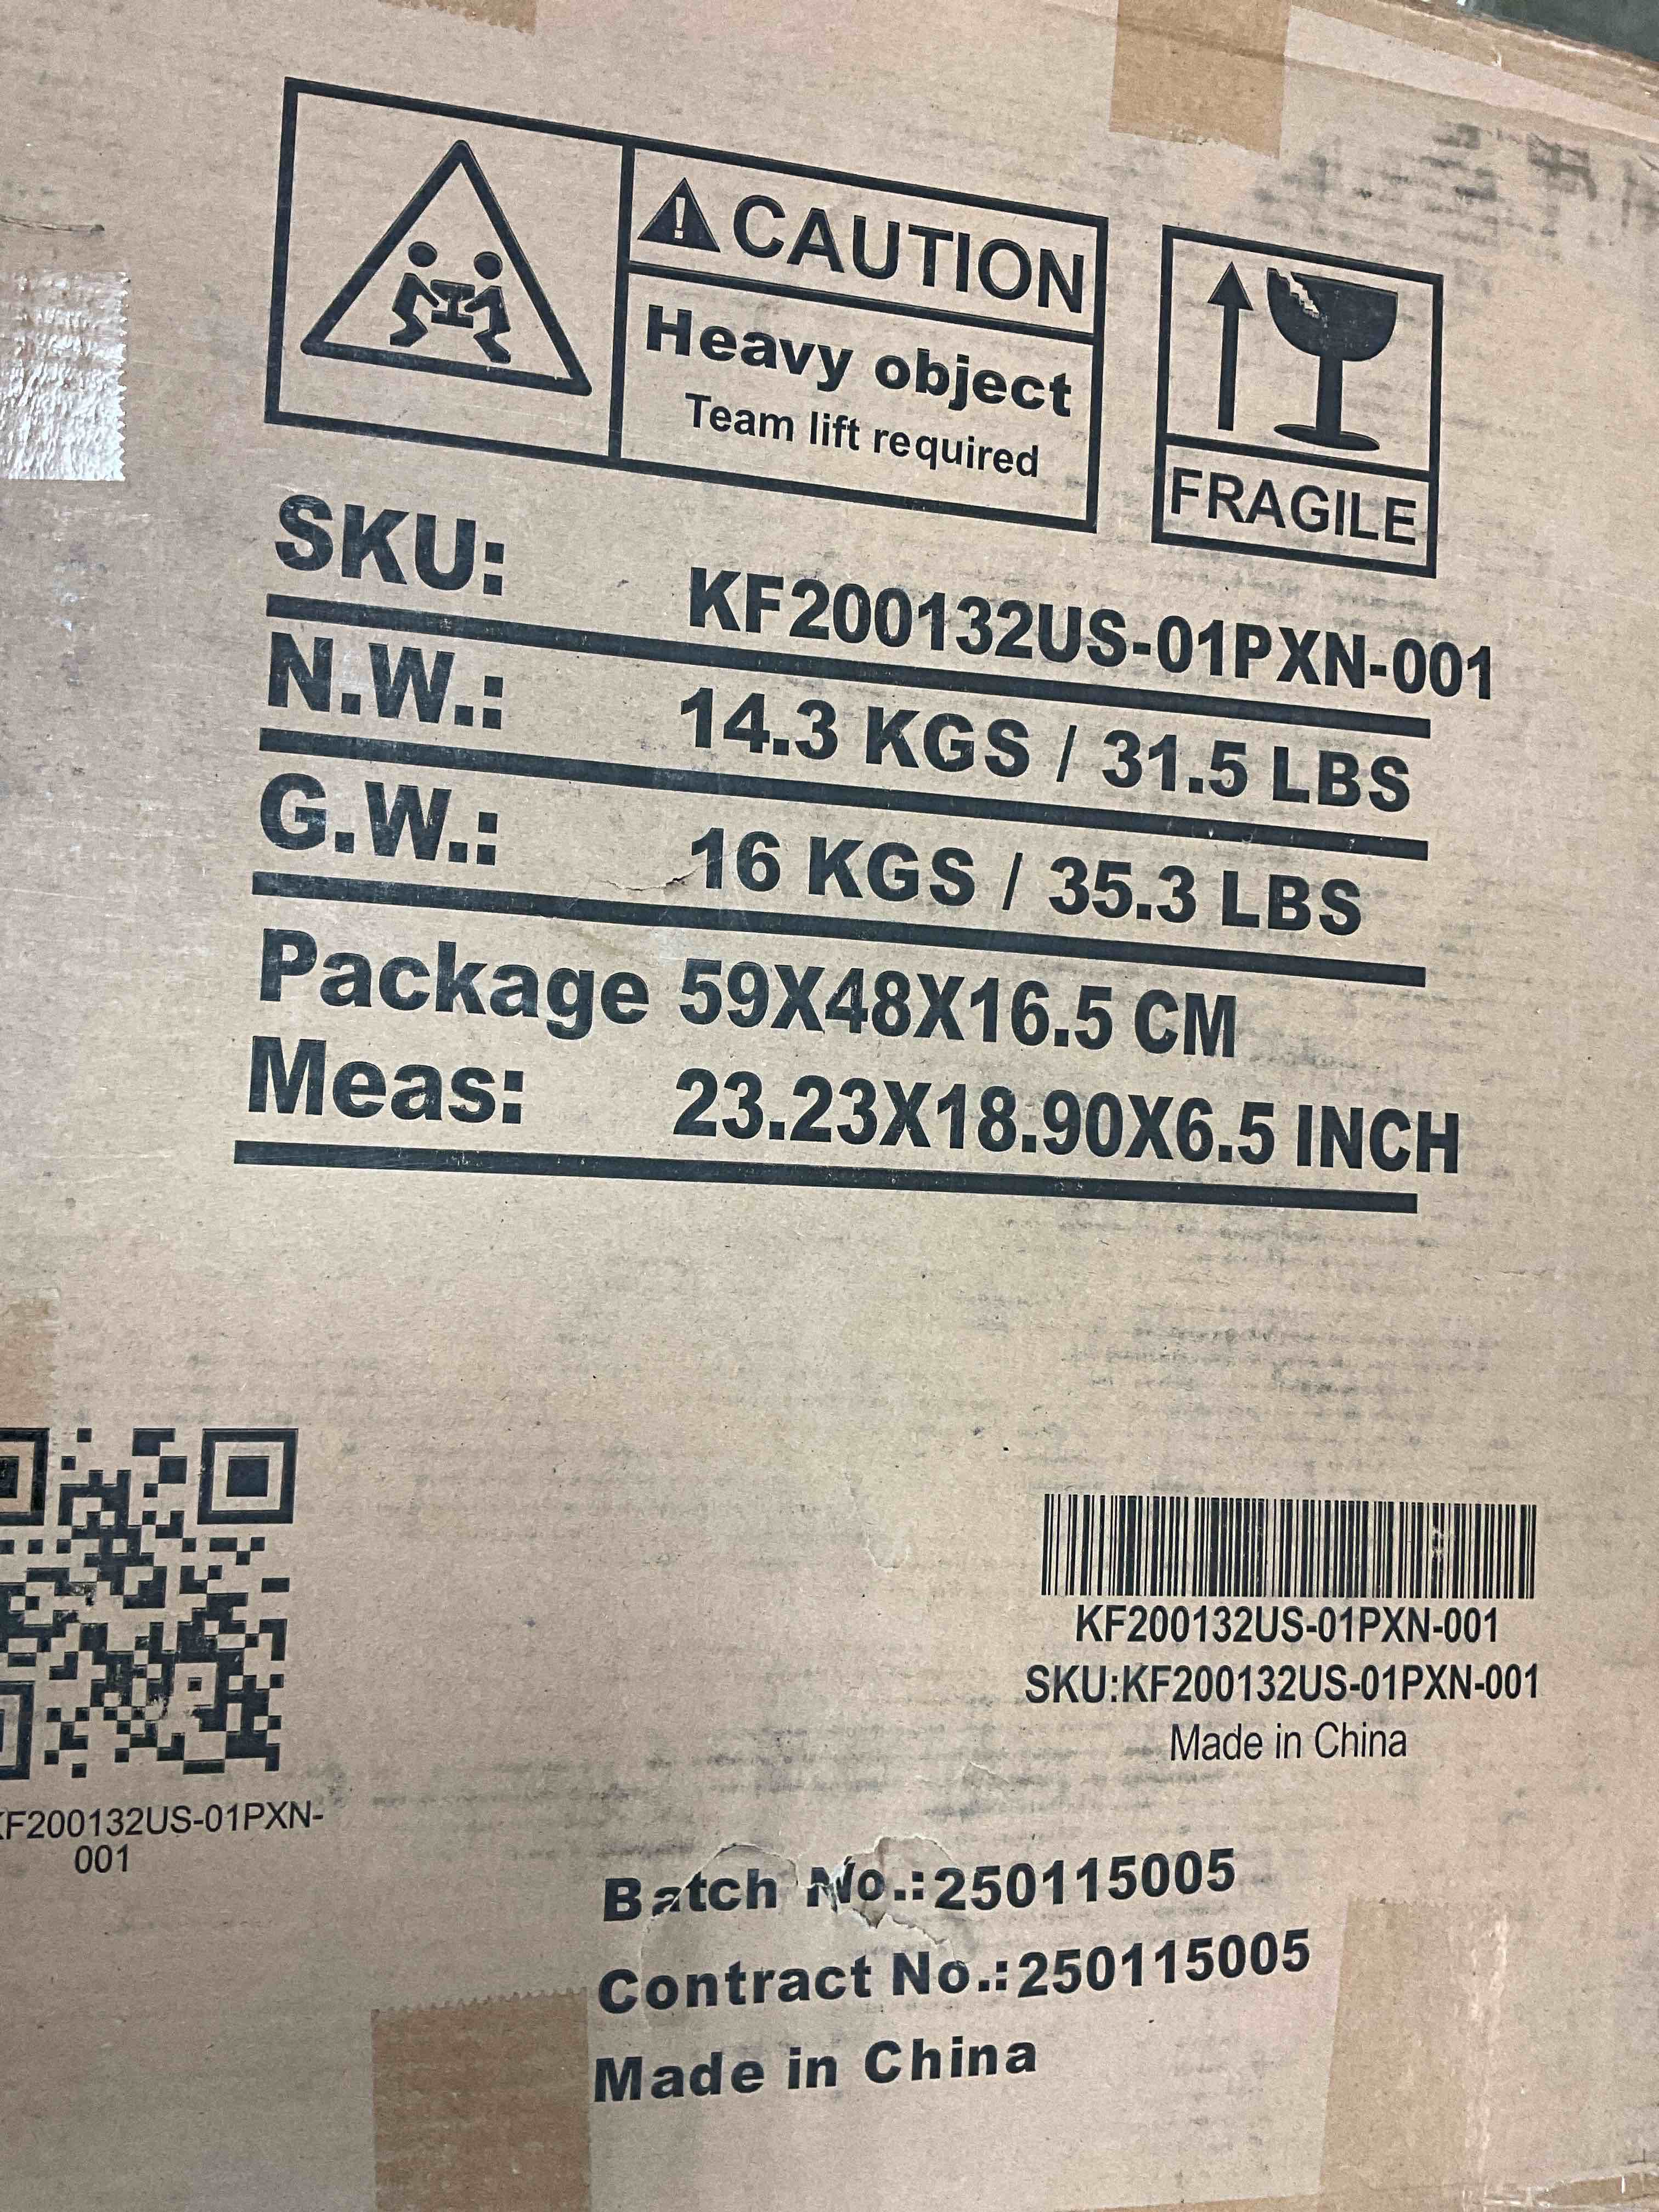 CAUTION
Heavy object
Team lift required
FRAGILE
SKU: KF200132US-01PXN-001
N.W.: 14.3 KGS / 31.5 LBS
G.W.: 16 KGS / 35.3 LBS
Package 59X48X16.5 CM
Meas: 23.23X18.90X6.5 INCH
KF200132US-01PXN-001
SKU:KF200132US-01PXN-001
Made in China
KF200132US-01PXN-
001
Batch No.:250115005
Contract No.:250115005
Made in China